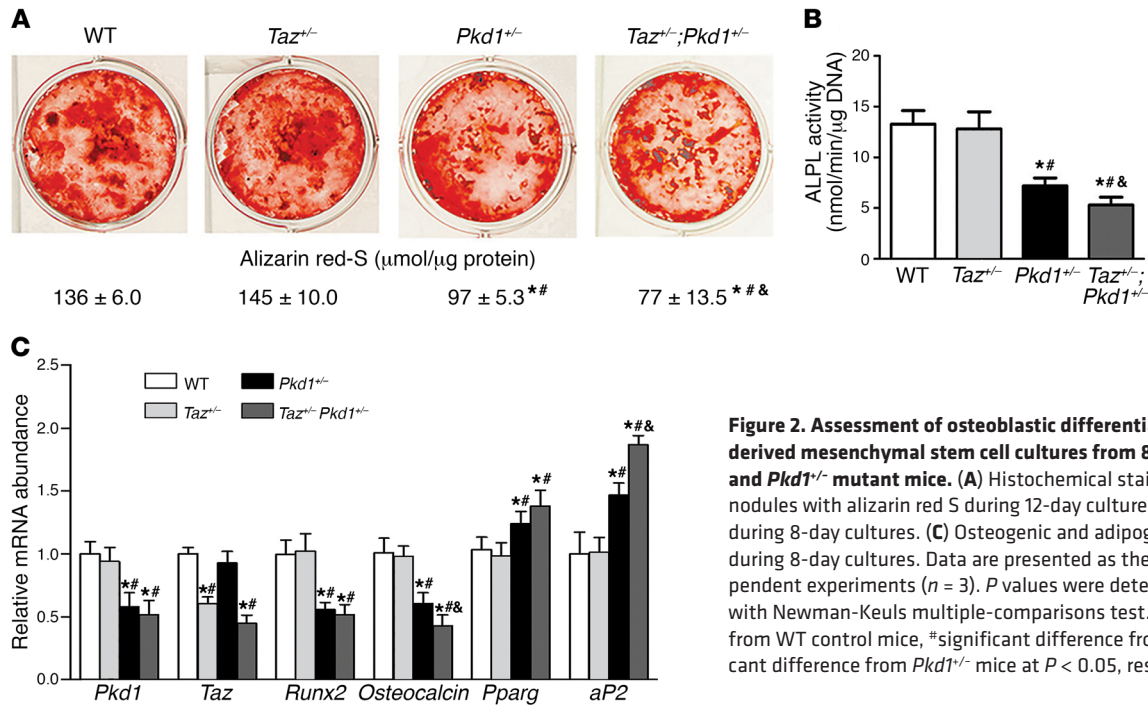 A
WT Taz+/– Pkd1+/– Taz+/–;Pkd1+/–
Alizarin red-S (μmol/μg protein)
136 ± 6.0 145 ± 10.0 97 ± 5.3*# 77 ± 13.5*#&
B
ALPL activity
(nmol/min/μg DNA)
20
15
10
5
0
*#
*#&
WT Taz+/– Pkd1+/– Taz+/–;
Pkd1+/–
C
Relative mRNA abundance
2.5
2.0
1.5
1.0
0.5
0.0
WT Pkd1+/–
Taz+/– Taz+/– Pkd1+/–
*# *# *# *# *# *# *# *#& *# *# *# *#&
Pkd1 Taz Runx2 Osteocalcin Pparg aP2
Figure 2. Assessment of osteoblastic differenti
derived mesenchymal stem cell cultures from 8
and Pkd1+/– mutant mice. (A) Histochemical stai
nodules with alizarin red S during 12-day culture
during 8-day cultures. (C) Osteogenic and adipog
during 8-day cultures. Data are presented as the
pendent experiments (n = 3). P values were dete
with Newman-Keuls multiple-comparisons test.
from WT control mice, #significant difference fro
cant difference from Pkd1+/– mice at P < 0.05, res